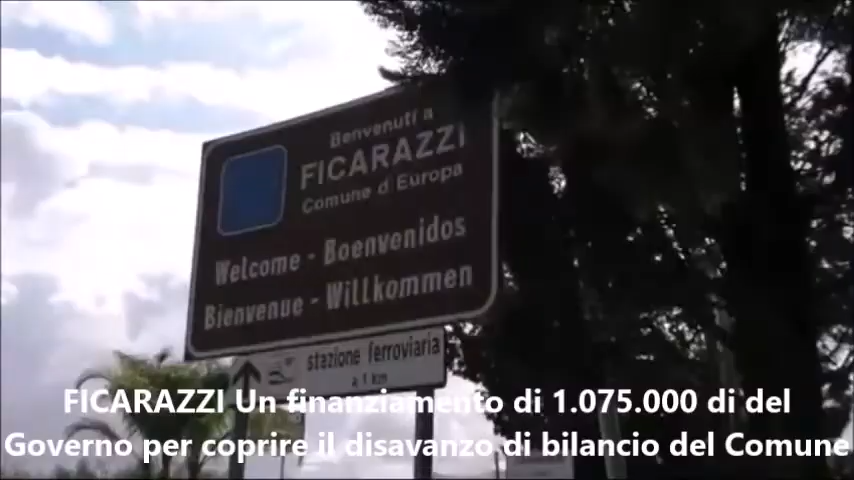 Benvenuti a
FICARAZZI
Comune d'Europa
Welcome - Boenvenidos
Bienvenue - Willkommen
stazione ferroviaria
a 1 km
FICARAZZI Un finanziamento di 1.075.000 di del
Governo per coprire il disavanzo di bilancio del Comune